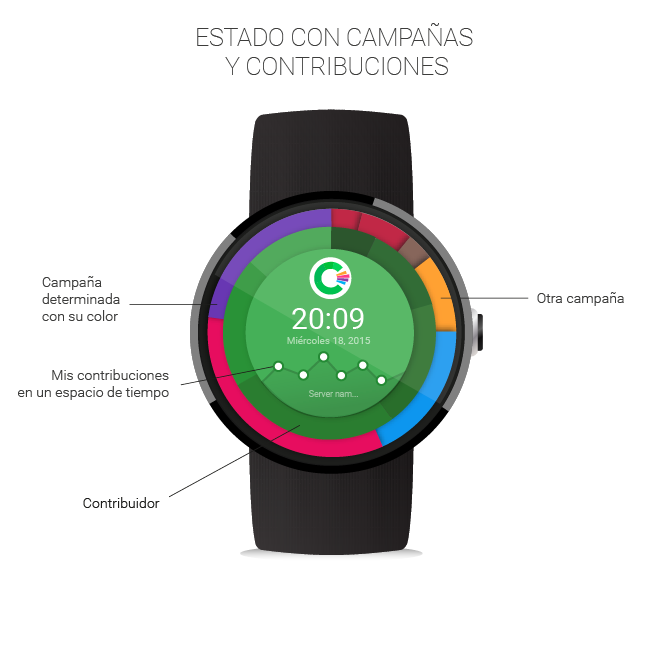 ESTADO CON CAMPAÑAS
Y CONTRIBUCIONES
20:09
Miércoles 18, 2015
Server nam...
Campaña
determinada
con su color
Otra campaña
Mis contribuciones
en un espacio de tiempo
Contribuidor